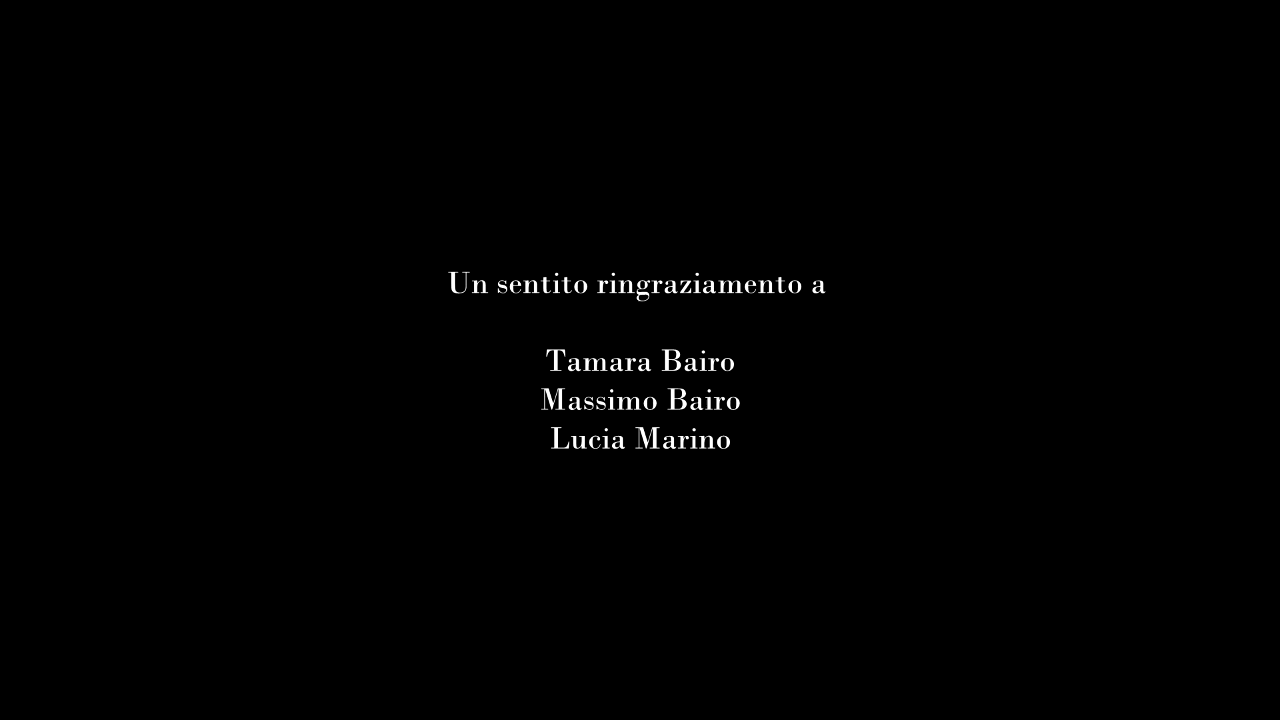 Un sentito ringraziamento a
Tamara Bairo
Massimo Bairo
Lucia Marino